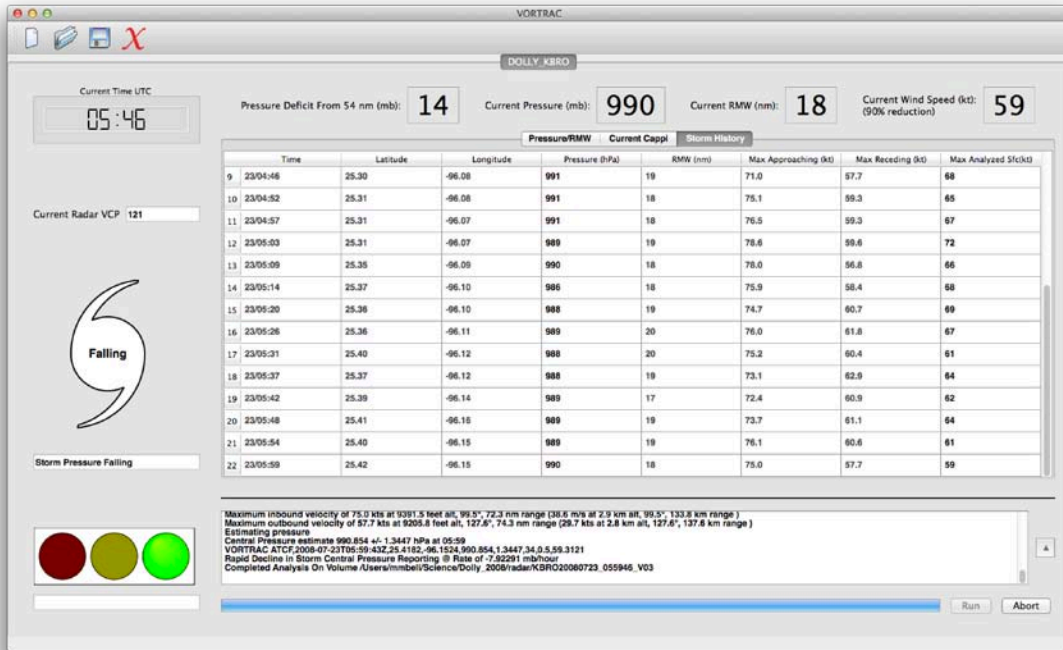 VORTRAC
DOLLY_KBRO
Current Time UTC
05:46
Pressure Deficit From 54 nm (mb): 14
Current Pressure (mb): 990
Current RMW (nm): 18
Current Wind Speed (kt): (90% reduction) 59
Pressure/RMW Current Cappi Storm History
Time Latitude Longitude Pressure (hPa) RMW (nm) Max Approaching (kt) Max Receding (kt) Max Analyzed Sfc(kt)
9 23/04:46 25.30 -96.08 991 19 71.0 57.7 68
10 23/04:52 25.31 -96.08 991 18 75.1 59.3 65
11 23/04:57 25.31 -96.07 991 18 76.5 59.3 67
12 23/05:03 25.31 -96.07 989 19 78.6 59.6 72
13 23/05:09 25.35 -96.09 990 18 78.0 56.8 66
14 23/05:14 25.37 -96.10 986 18 75.9 58.4 68
15 23/05:20 25.36 -96.10 988 19 74.7 60.7 69
16 23/05:26 25.36 -96.11 989 20 76.0 61.8 67
17 23/05:31 25.40 -96.12 988 20 75.2 60.4 61
18 23/05:37 25.37 -96.12 988 19 73.1 62.9 64
19 23/05:42 25.39 -96.14 989 17 72.4 60.9 62
20 23/05:48 25.41 -96.16 989 19 73.7 61.1 64
21 23/05:54 25.40 -96.15 989 19 76.1 60.6 61
22 23/05:59 25.42 -96.15 990 18 75.0 57.7 59
Current Radar VCP 121
Falling
Storm Pressure Falling
Maximum inbound velocity of 75.0 kts at 9391.5 feet alt, 99.5°, 72.3 nm range (38.6 m/s at 2.9 km alt, 99.5°, 133.8 km range )
Maximum outbound velocity of 57.7 kts at 9205.8 feet alt, 127.6°, 74.3 nm range (29.7 kts at 2.8 km alt, 127.6°, 137.6 km range )
Estimating pressure
Central Pressure estimate 990.854 +/- 1.3447 hPa at 05:59
VORTRAC ATCF,2008-07-23T05:59:43Z,25.4182,-96.1524,990.854,1.3447,34,0.5,59.3121
Rapid Decline in Storm Central Pressure Reporting @ Rate of -7.92291 mb/hour
Completed Analysis On Volume /Users/mmbell/Science/Dolly_2008/radar/KBRO20080723_055946_V03
Run Abort